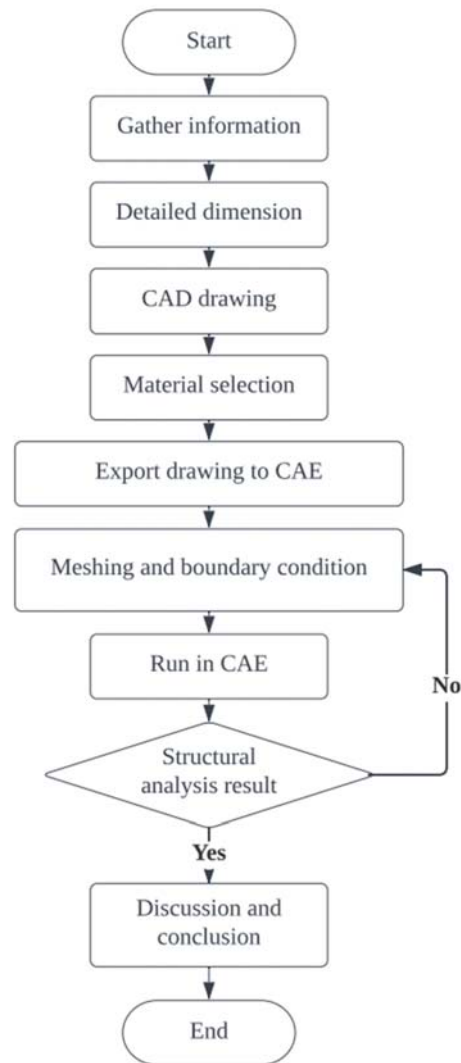 Start
Gather information
Detailed dimension
CAD drawing
Material selection
Export drawing to CAE
Meshing and boundary condition
Run in CAE
No
Structural
analysis result
Yes
Discussion and
conclusion
End